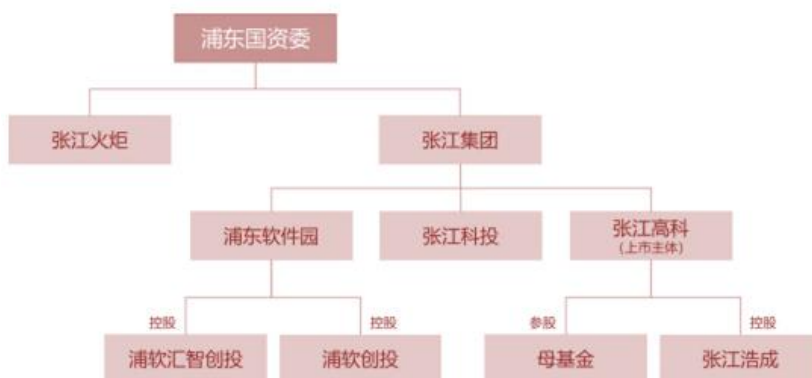 浦东国资委
张江火炬
张江集团
浦东软件园
张江科投
张江高科
(上市主体)
控股
控股
参股
控股
浦软汇智创投
浦软创投
母基金
张江浩成